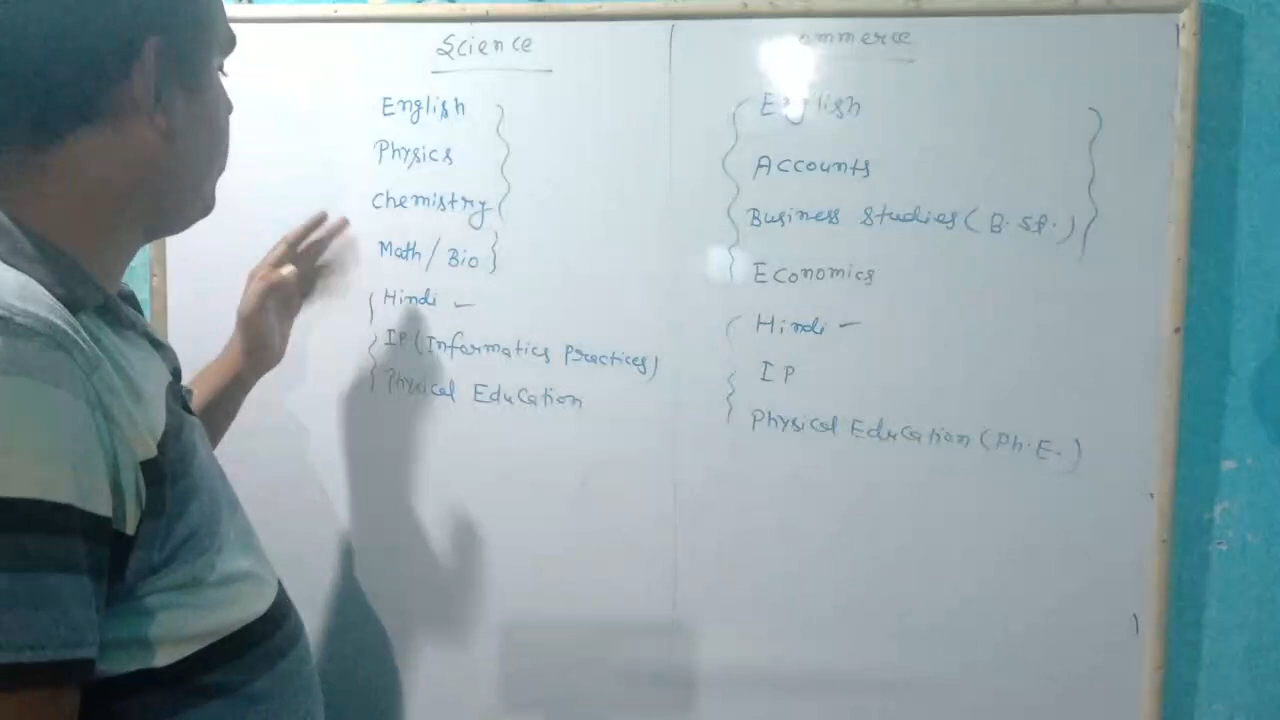 Science
English
Physics
Chemistry
Math / Bio
Hindi -
IP (Informatics Practices)
Physical Education
ommerce
English
Accounts
Business Studies (B. St.)
Economics
Hindi -
IP
Physical Education (Ph. E.)